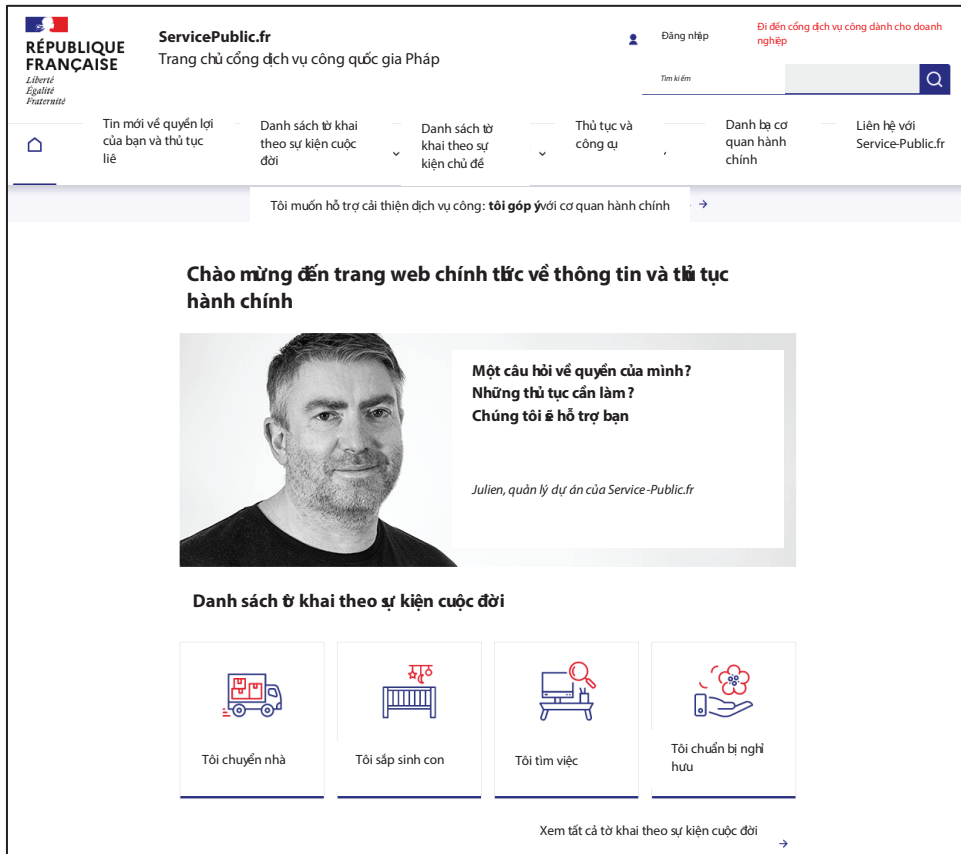 RÉPUBLIQUE
FRANÇAISE
Liberté
Égalité
Fraternité
ServicePublic.fr
Trang chủ cổng dịch vụ công quốc gia Pháp
Đăng nhập
Đi đến cổng dịch vụ công dành cho doanh
nghiệp
Tìm kiếm
Tin mới về quyền lợi
của bạn và thủ tục
liê
Danh sách tờ khai
theo sự kiện cuộc
đời
Danh sách tờ
khai theo sự
kiện chủ đề
Thủ tục và
công cụ
Danh bạ cơ
quan hành
chính
Liên hệ với
Service-Public.fr
Tôi muốn hỗ trợ cải thiện dịch vụ công: tôi góp ý với cơ quan hành chính
Chào mừng đến trang web chính thức về thông tin và thủ tục
hành chính
Một câu hỏi về quyền của mình?
Những thủ tục cần làm?
Chúng tôi sẽ hỗ trợ bạn
Julien, quản lý dự án của Service-Public.fr
Danh sách tờ khai theo sự kiện cuộc đời
Tôi chuyển nhà
Tôi sắp sinh con
Tôi tìm việc
Tôi chuẩn bị nghỉ
hưu
Xem tất cả tờ khai theo sự kiện cuộc đời